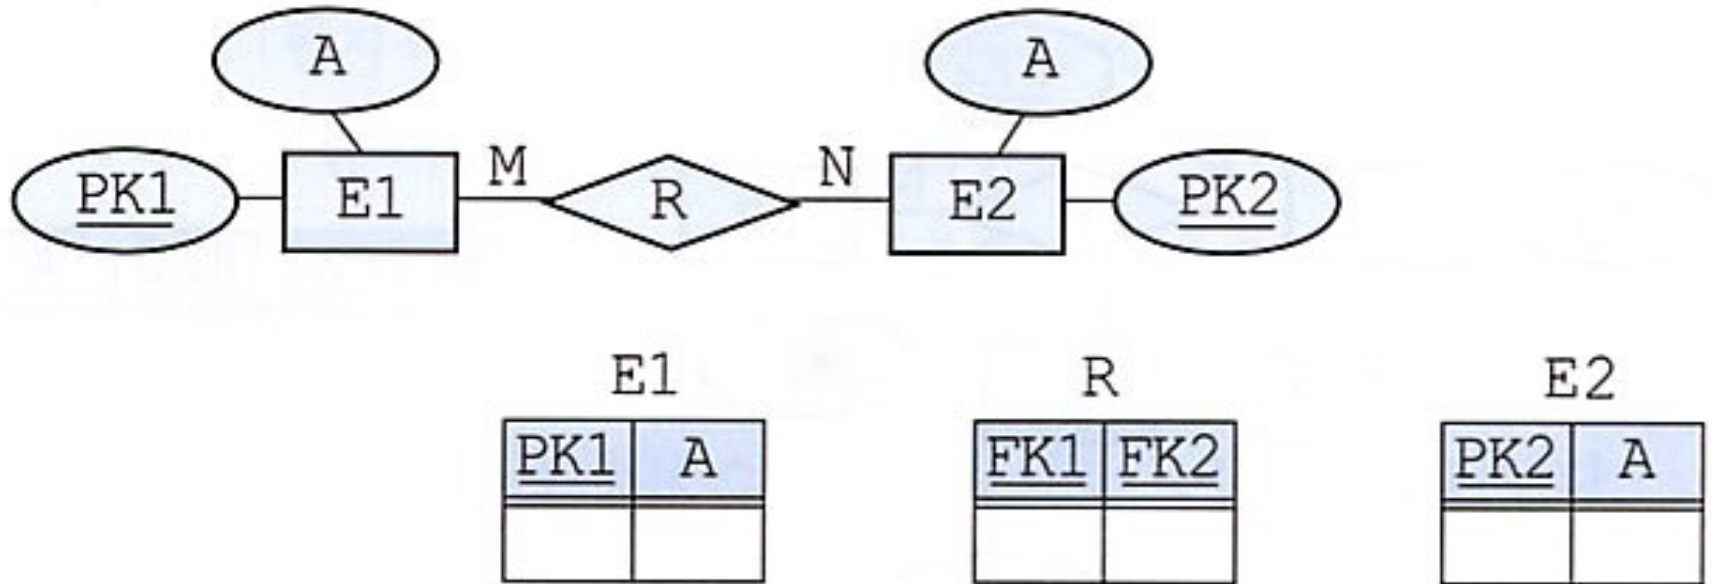 A A
PK1 E1 M R N E2 PK2
E1 R E2
PK1 A FK1 FK2 PK2 A